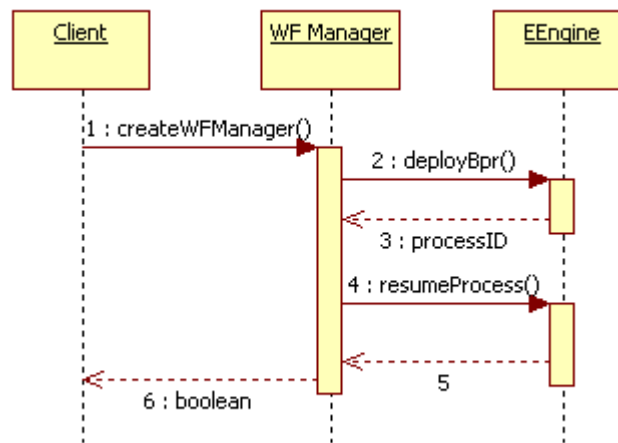 Client
WF Manager
EEngine
1 : createWFManager()
2 : deployBpr()
3 : processID
4 : resumeProcess()
5
6 : boolean